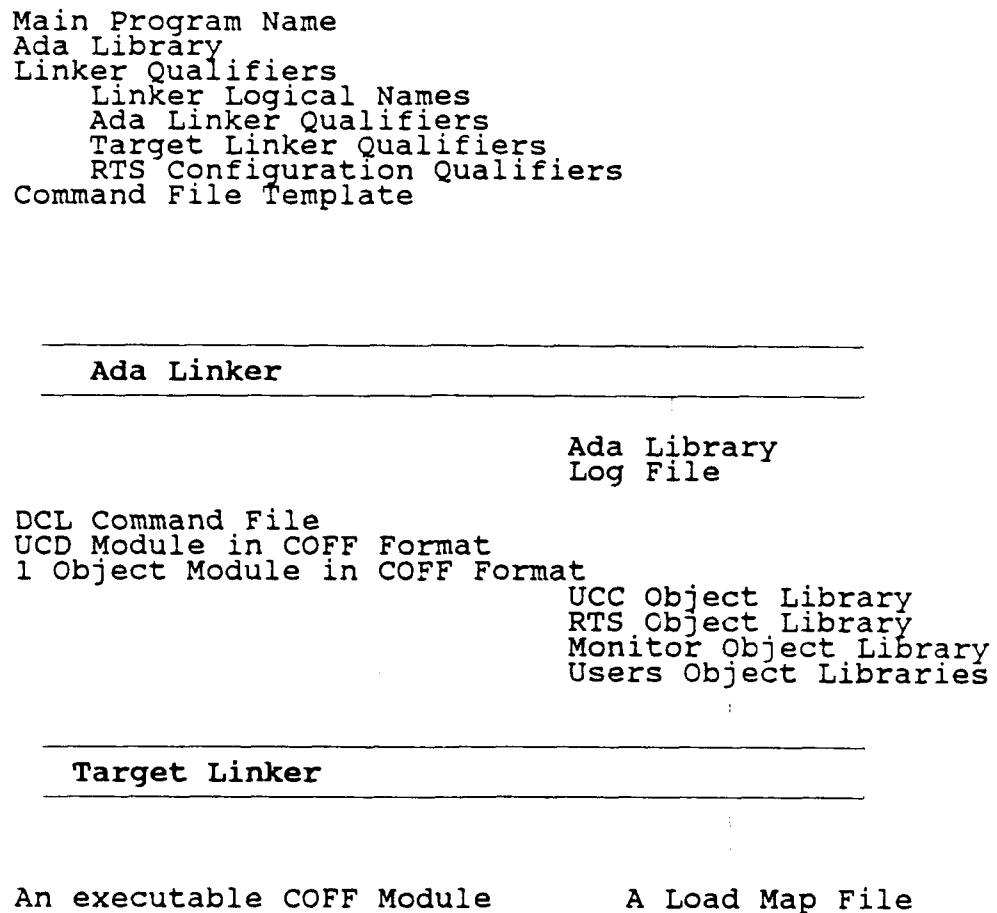 Main Program Name
Ada Library
Linker Qualifiers
Linker Logical Names
Ada Linker Qualifiers
Target Linker Qualifiers
RTS Configuration Qualifiers
Command File Template
Ada Linker
Ada Library
Log File
DCL Command File
UCD Module in COFF Format
1 Object Module in COFF Format
UCC Object Library
RTS Object Library
Monitor Object Library
Users Object Libraries
Target Linker
An executable COFF Module A Load Map File